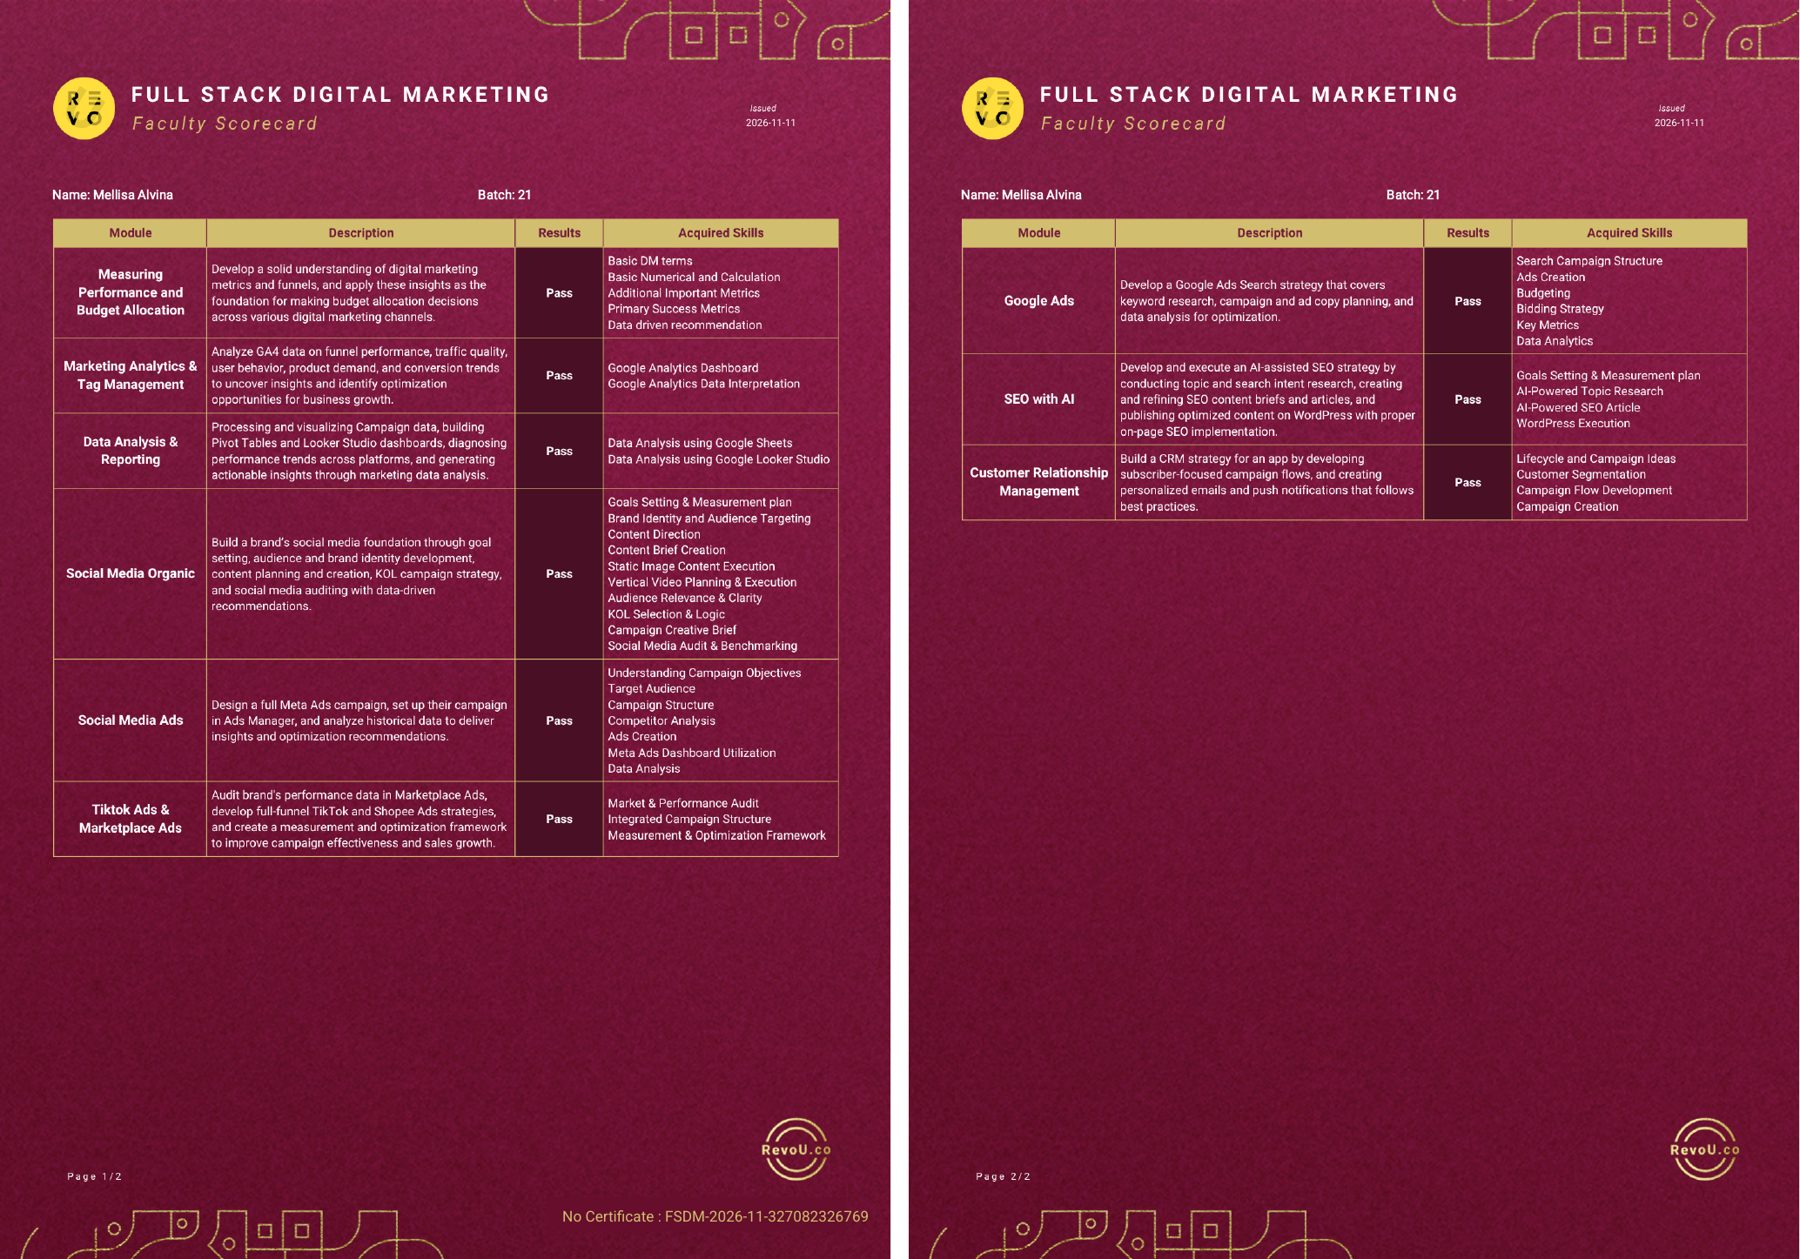 REVO
FULL STACK DIGITAL MARKETING
Faculty Scorecard
Issued
2026-11-11
Name: Mellisa Alvina
Batch: 21
Module
Description
Results
Acquired Skills
Measuring
Performance and
Budget Allocation
Develop a solid understanding of digital marketing
metrics and funnels, and apply these insights as the
foundation for making budget allocation decisions
across various digital marketing channels.
Pass
Basic DM terms
Basic Numerical and Calculation
Additional Important Metrics
Primary Success Metrics
Data driven recommendation
Marketing Analytics &
Tag Management
Analyze GA4 data on funnel performance, traffic quality,
user behavior, product demand, and conversion trends
to uncover insights and identify optimization
opportunities for business growth.
Pass
Google Analytics Dashboard
Google Analytics Data Interpretation
Data Analysis &
Reporting
Processing and visualizing Campaign data, building
Pivot Tables and Looker Studio dashboards, diagnosing
performance trends across platforms, and generating
actionable insights through marketing data analysis.
Pass
Data Analysis using Google Sheets
Data Analysis using Google Looker Studio
Social Media Organic
Build a brand's social media foundation through goal
setting, audience and brand identity development,
content planning and creation, KOL campaign strategy,
and social media auditing with data-driven
recommendations.
Pass
Goals Setting & Measurement plan
Brand Identity and Audience Targeting
Content Direction
Content Brief Creation
Static Image Content Execution
Vertical Video Planning & Execution
Audience Relevance & Clarity
KOL Selection & Logic
Campaign Creative Brief
Social Media Audit & Benchmarking
Social Media Ads
Design a full Meta Ads campaign, set up their campaign
in Ads Manager, and analyze historical data to deliver
insights and optimization recommendations.
Pass
Understanding Campaign Objectives
Target Audience
Campaign Structure
Competitor Analysis
Ads Creation
Meta Ads Dashboard Utilization
Data Analysis
Tiktok Ads &
Marketplace Ads
Audit brand's performance data in Marketplace Ads,
develop full-funnel TikTok and Shopee Ads strategies,
and create a measurement and optimization framework
to improve campaign effectiveness and sales growth.
Pass
Market & Performance Audit
Integrated Campaign Structure
Measurement & Optimization Framework
RevoU.co
Page 1/2
No Certificate : FSDM-2026-11-327082326769
REVO
FULL STACK DIGITAL MARKETING
Faculty Scorecard
Issued
2026-11-11
Name: Mellisa Alvina
Batch: 21
Module
Description
Results
Acquired Skills
Google Ads
Develop a Google Ads Search strategy that covers
keyword research, campaign and ad copy planning, and
data analysis for optimization.
Pass
Search Campaign Structure
Ads Creation
Budgeting
Bidding Strategy
Key Metrics
Data Analytics
SEO with AI
Develop and execute an AI-assisted SEO strategy by
conducting topic and search intent research, creating
and refining SEO content briefs and articles, and
publishing optimized content on WordPress with proper
on-page SEO implementation.
Pass
Goals Setting & Measurement plan
AI-Powered Topic Research
AI-Powered SEO Article
WordPress Execution
Customer Relationship
Management
Build a CRM strategy for an app by developing
subscriber-focused campaign flows, and creating
personalized emails and push notifications that follows
best practices.
Pass
Lifecycle and Campaign Ideas
Customer Segmentation
Campaign Flow Development
Campaign Creation
RevoU.co
Page 2/2